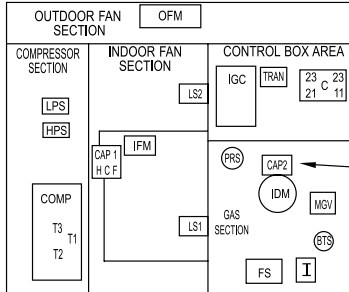 OUTDOOR FAN
SECTION
OFM
COMPRESSOR
SECTION
LPS
HPS
COMP
T3
T1
T2
INDOOR FAN
SECTION
LS2
CAP 1
H C F
IFM
LS1
CONTROL BOX AREA
IGC
TRAN
23 C 23
21 11
PRS
CAP2
IDM
GAS
SECTION
MGV
BTS
FS
I